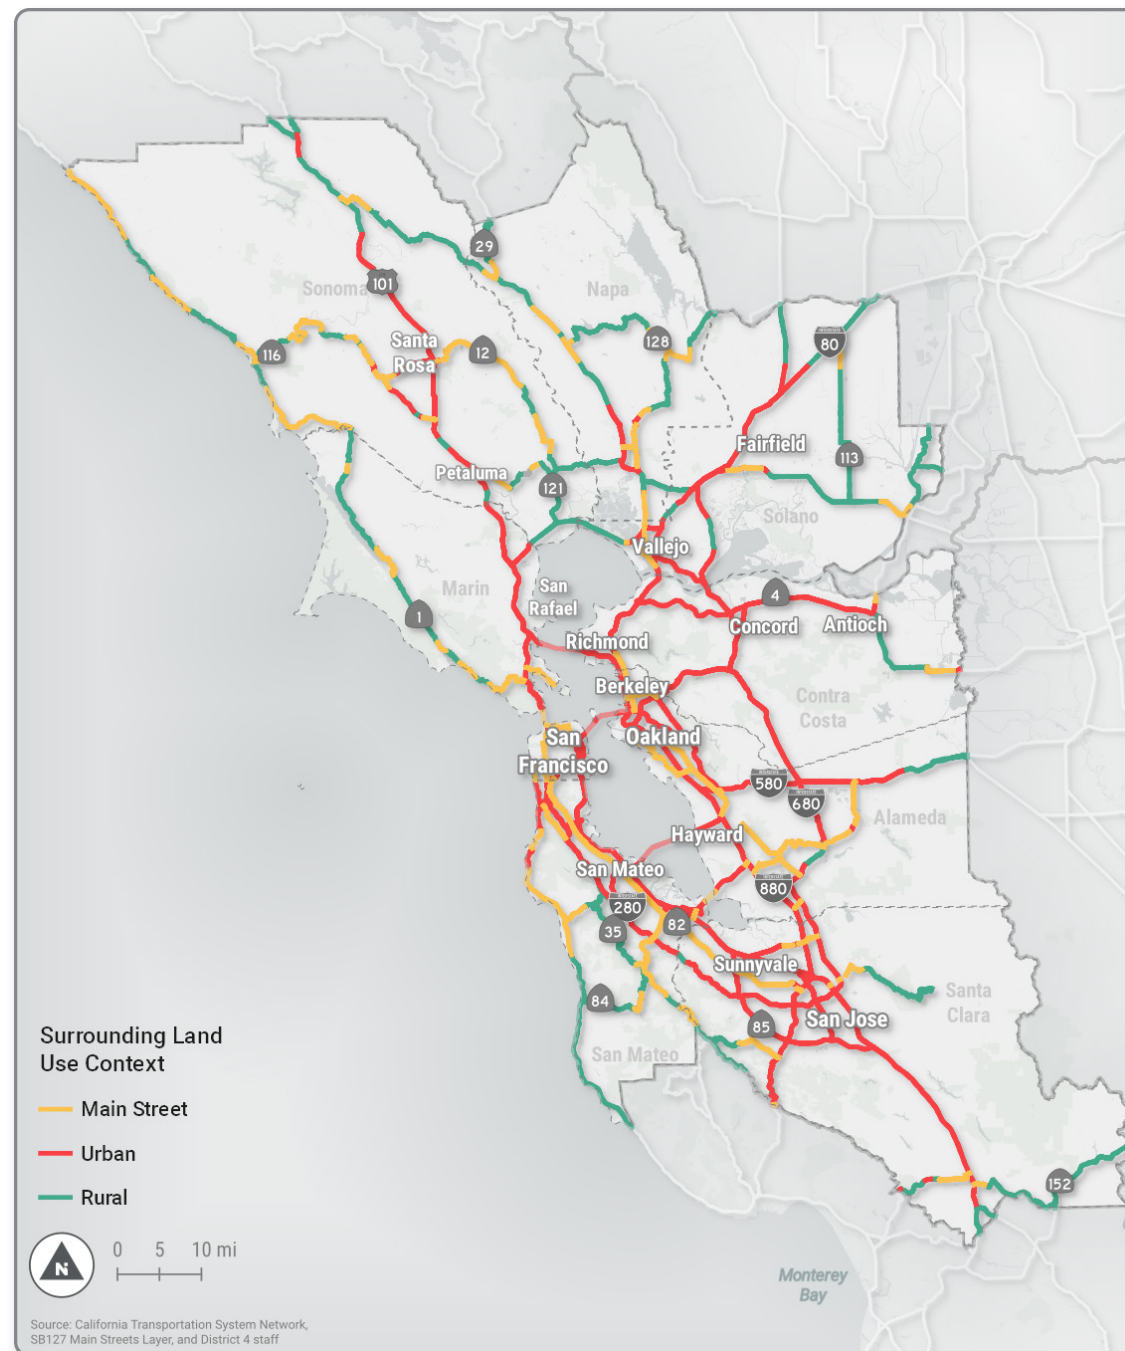 29
Sonoma
101
Napa
Santa
Rosa
12
116
128
INTERSTATE
80
Fairfield
113
Petaluma
121
Solano
Vallejo
Marin
San
Rafael
4
1
Concord
Antioch
Richmond
Berkeley
Contra
Costa
San
Francisco
Oakland
580
680
Alameda
Hayward
San Mateo
880
280
35
82
Sunnyvale
84
Santa
Clara
85
San Jose
San Mateo
152
Surrounding Land
Use Context
Main Street
Urban
Rural
N
0 5 10 mi
Monterey
Bay
Source: California Transportation System Network,
SB127 Main Streets Layer, and District 4 staff